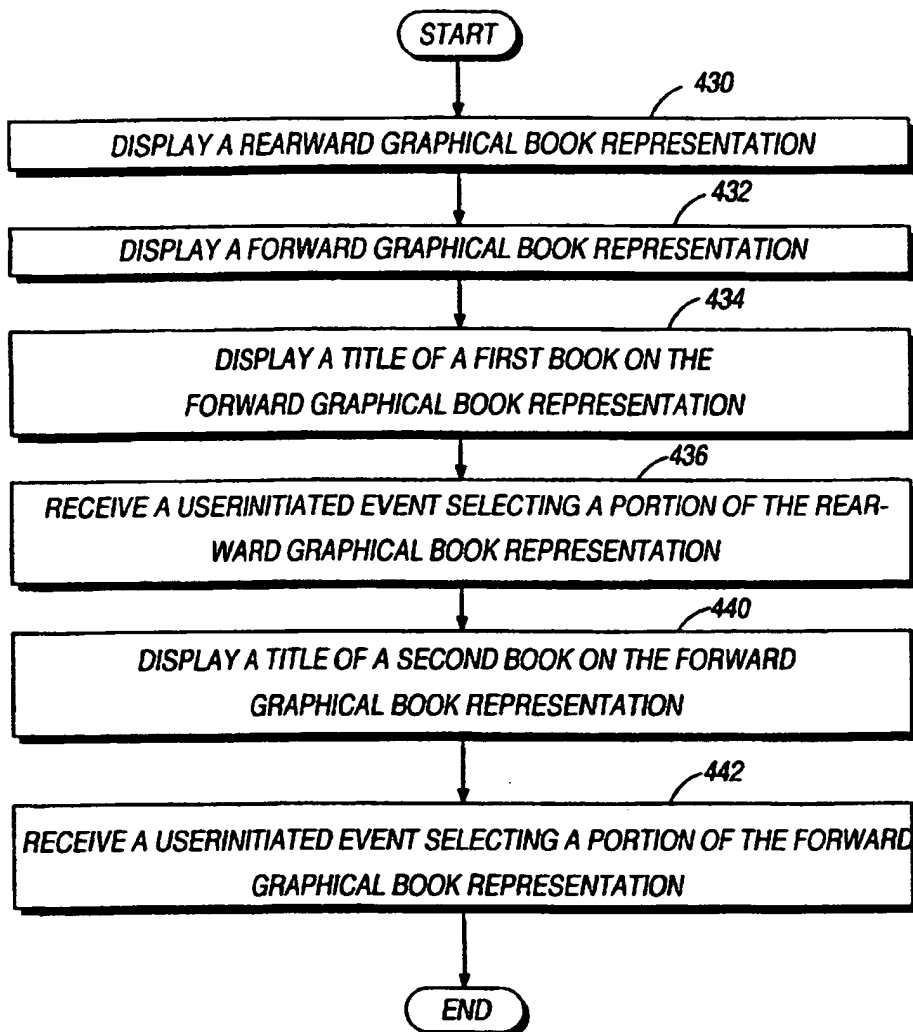 START
430
DISPLAY A REARWARD GRAPHICAL BOOK REPRESENTATION
432
DISPLAY A FORWARD GRAPHICAL BOOK REPRESENTATION
434
DISPLAY A TITLE OF A FIRST BOOK ON THE
FORWARD GRAPHICAL BOOK REPRESENTATION
436
RECEIVE A USERINITIATED EVENT SELECTING A PORTION OF THE REAR-
WARD GRAPHICAL BOOK REPRESENTATION
440
DISPLAY A TITLE OF A SECOND BOOK ON THE FORWARD
GRAPHICAL BOOK REPRESENTATION
442
RECEIVE A USERINITIATED EVENT SELECTING A PORTION OF THE FORWARD
GRAPHICAL BOOK REPRESENTATION
END